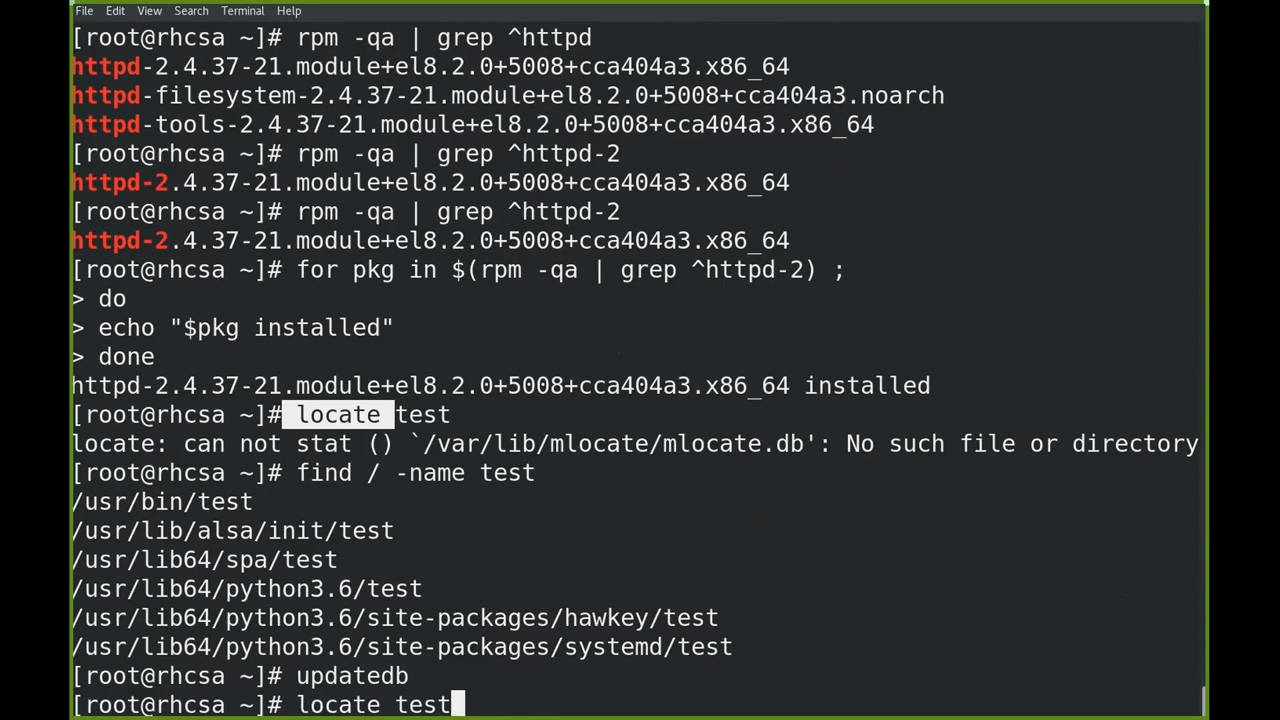 File Edit View Search Terminal Help
[root@rhcsa ~]# rpm -qa | grep ^httpd
httpd-2.4.37-21.module+el8.2.0+5008+cca404a3.x86_64
httpd-filesystem-2.4.37-21.module+el8.2.0+5008+cca404a3.noarch
httpd-tools-2.4.37-21.module+el8.2.0+5008+cca404a3.x86_64
[root@rhcsa ~]# rpm -qa | grep ^httpd-2
httpd-2.4.37-21.module+el8.2.0+5008+cca404a3.x86_64
[root@rhcsa ~]# rpm -qa | grep ^httpd-2
httpd-2.4.37-21.module+el8.2.0+5008+cca404a3.x86_64
[root@rhcsa ~]# for pkg in $(rpm -qa | grep ^httpd-2) ;
> do
> echo "$pkg installed"
> done
httpd-2.4.37-21.module+el8.2.0+5008+cca404a3.x86_64 installed
[root@rhcsa ~]# locate test
locate: can not stat () `/var/lib/mlocate/mlocate.db': No such file or directory
[root@rhcsa ~]# find / -name test
/usr/bin/test
/usr/lib/alsa/init/test
/usr/lib64/spa/test
/usr/lib64/python3.6/test
/usr/lib64/python3.6/site-packages/hawkey/test
/usr/lib64/python3.6/site-packages/systemd/test
[root@rhcsa ~]# updatedb
[root@rhcsa ~]# locate test